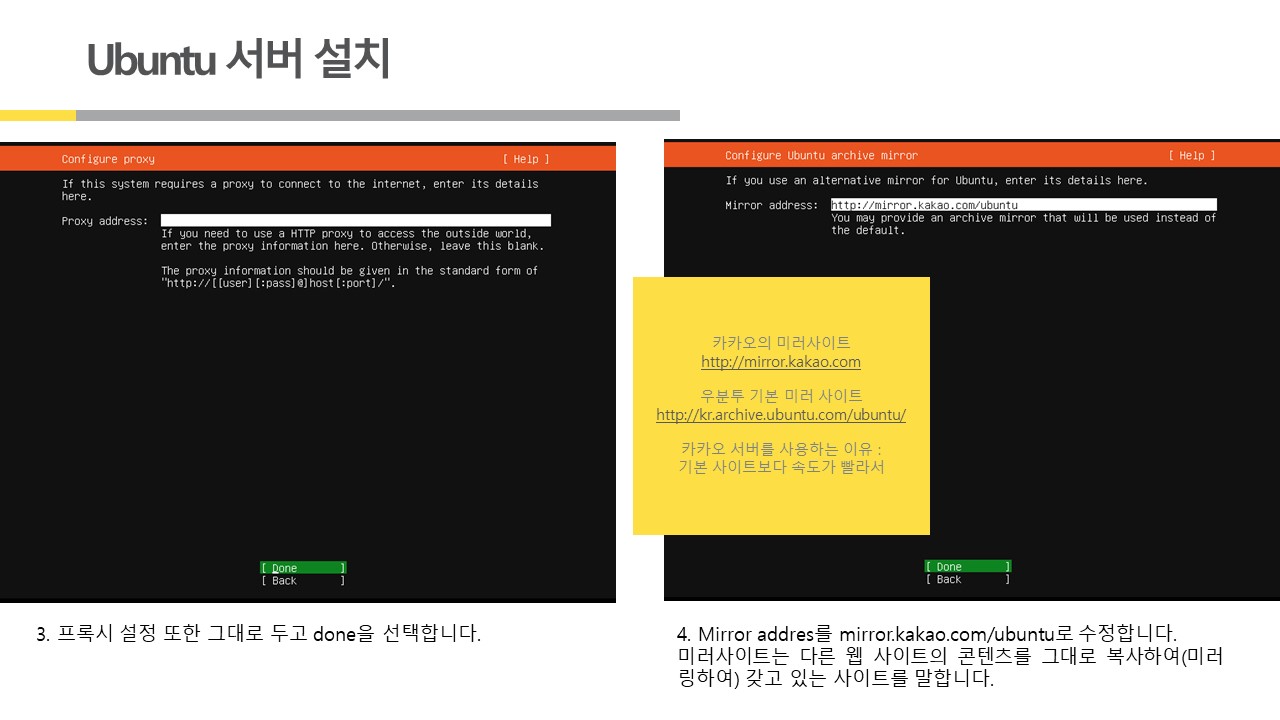 Ubuntu 서버 설치
Configure proxy [ Help ]
If this system requires a proxy to connect to the internet, enter its details
here.
Proxy address:
If you need to use a HTTP proxy to access the outside world,
enter the proxy information here. Otherwise, leave this blank.
The proxy information should be given in the standard form of
"http://[[user][:pass]@]host[:port]/".
[ Done ]
[ Back ]
3. 프록시 설정 또한 그대로 두고 done을 선택합니다.
Configure Ubuntu archive mirror [ Help ]
If you use an alternative mirror for Ubuntu, enter its details here.
Mirror address: http://mirror.kakao.com/ubuntu
You may provide an archive mirror that will be used instead of
the default.
카카오의 미러사이트
http://mirror.kakao.com
우분투 기본 미러 사이트
http://kr.archive.ubuntu.com/ubuntu/
카카오 서버를 사용하는 이유 :
기본 사이트보다 속도가 빨라서
[ Done ]
[ Back ]
4. Mirror addres를 mirror.kakao.com/ubuntu로 수정합니다.
미러사이트는 다른 웹 사이트의 콘텐츠를 그대로 복사하여(미러
링하여) 갖고 있는 사이트를 말합니다.